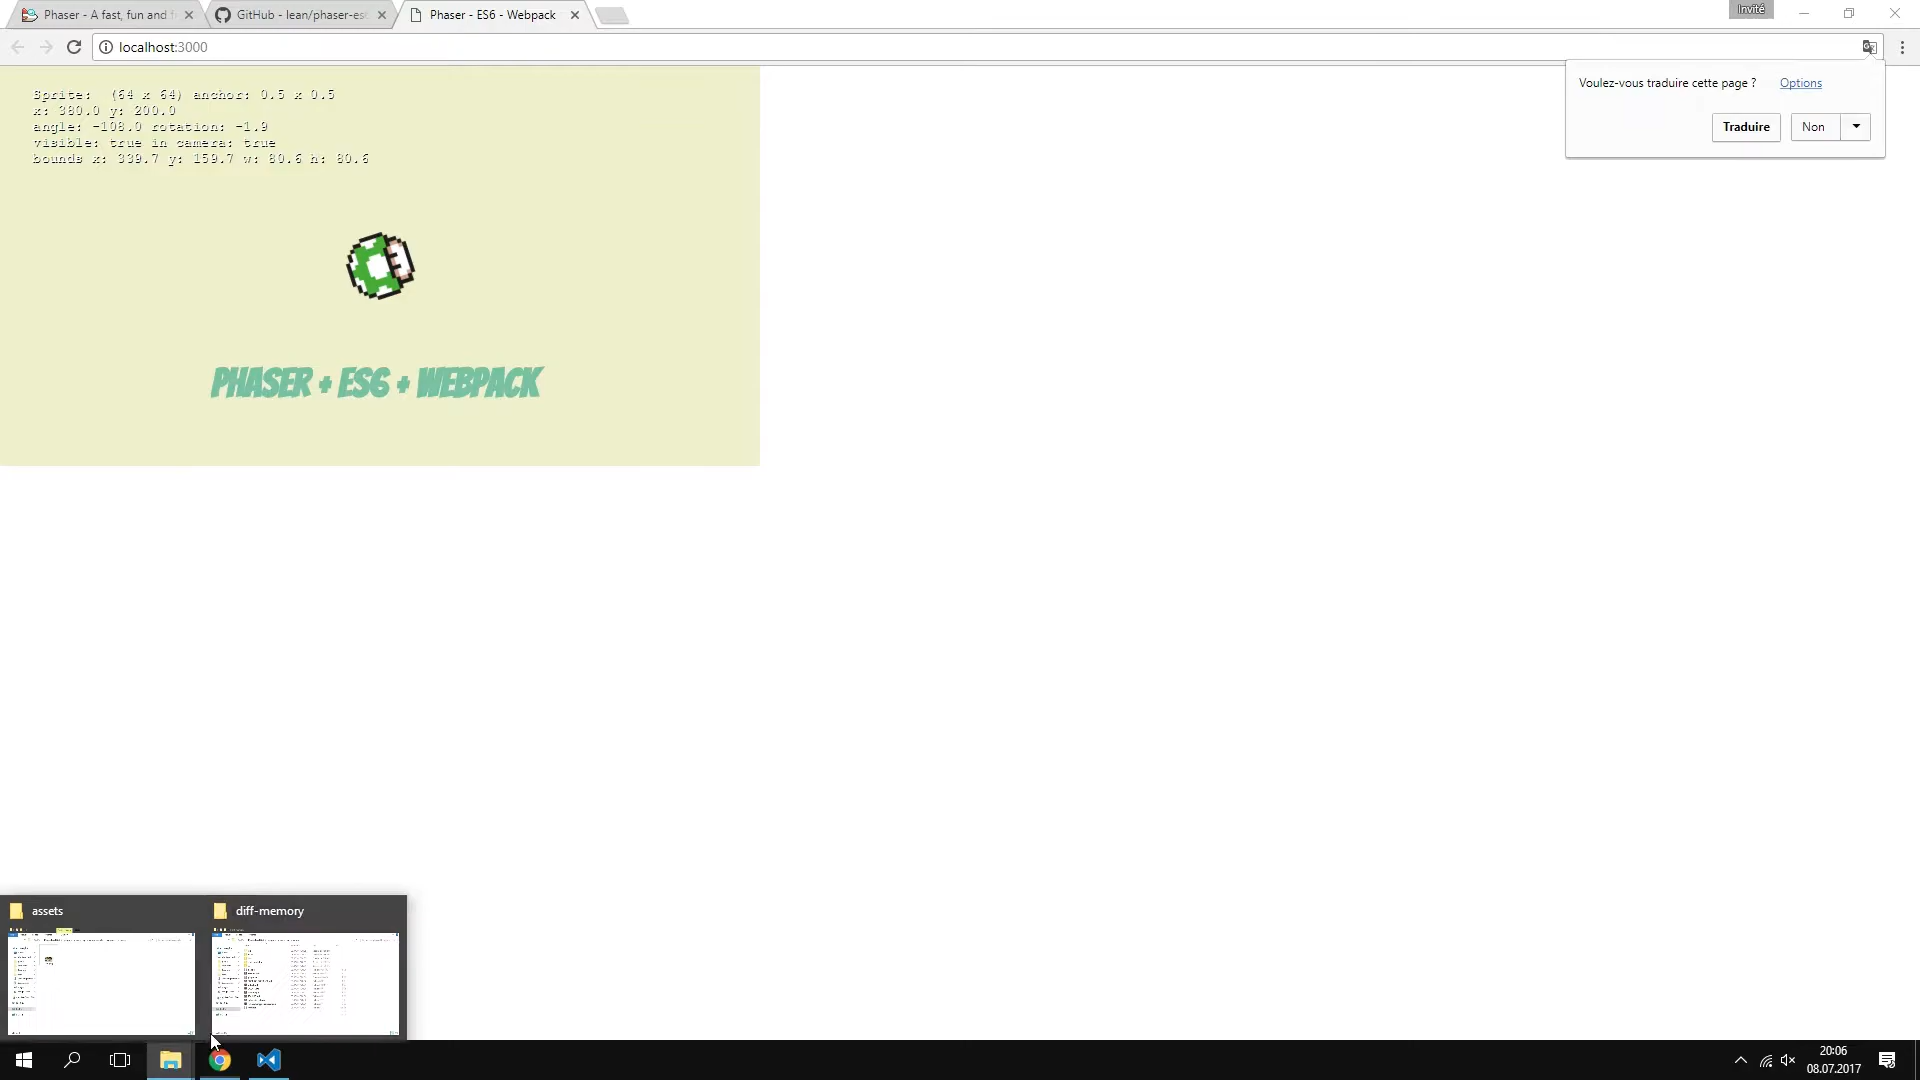 Phaser - A fast, fun and f
GitHub - lean/phaser-es
Phaser - ES6 - Webpack
Invité
localhost:3000
Voulez-vous traduire cette page ? Options
Traduire Non
Sprite: (64 x 64) anchor: 0.5 x 0.5
x: 380.0 y: 200.0
angle: -108.0 rotation: -1.9
visible: true in camera: true
bounds x: 339.7 y: 159.7 w: 80.6 h: 80.6
PHASER + ES6 + WEBPACK
assets
diff-memory
20:06
08.07.2017